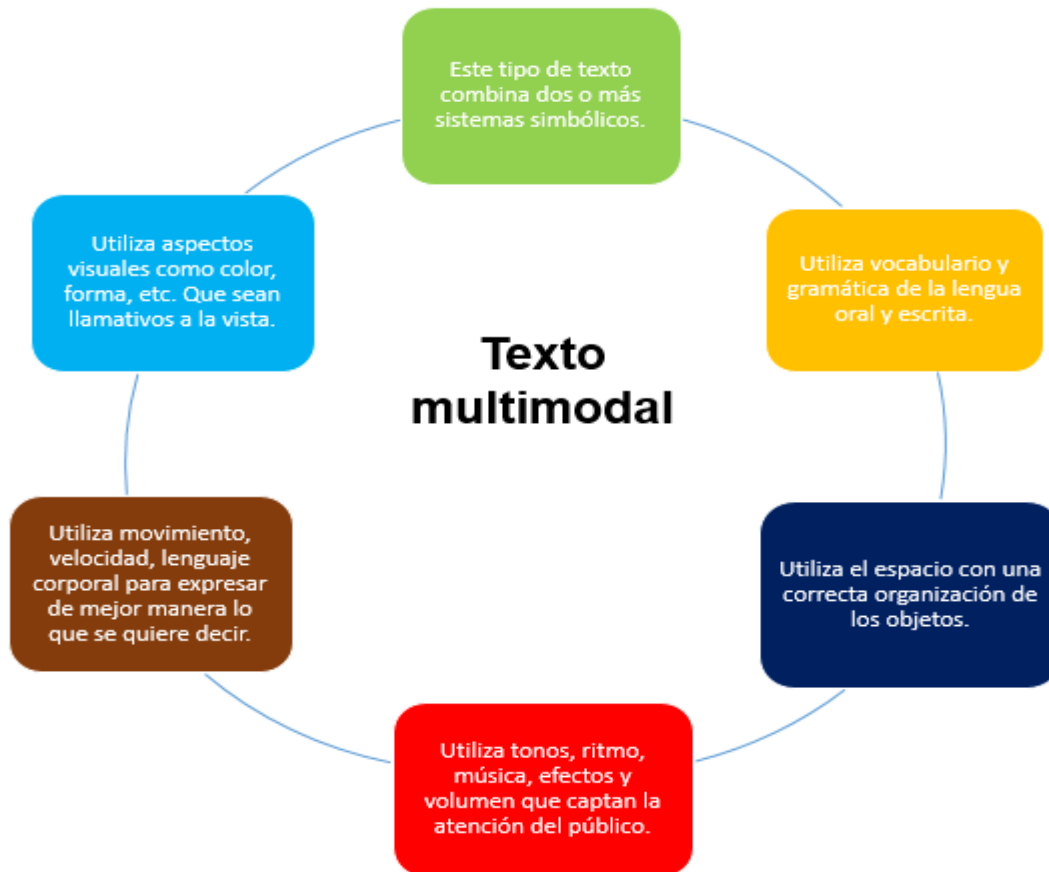 Este tipo de texto
combina dos o más
sistemas simbólicos.
Utiliza vocabulario y
gramática de la lengua
oral y escrita.
Utiliza el espacio con una
correcta organización de
los objetos.
Utiliza tonos, ritmo,
música, efectos y
volumen que captan la
atención del público.
Utiliza movimiento,
velocidad, lenguaje
corporal para expresar
de mejor manera lo
que se quiere decir.
Utiliza aspectos
visuales como color,
forma, etc. Que sean
llamativos a la vista.
Texto
multimodal